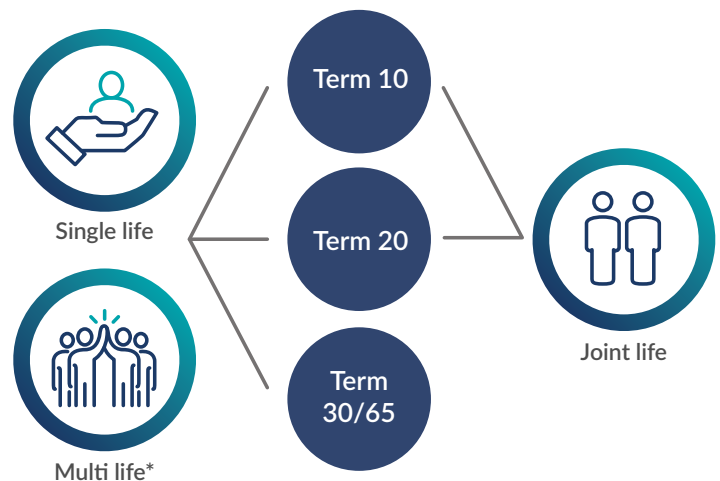 Single life
Multi life*
Term 10
Term 20
Term
30/65
Joint life